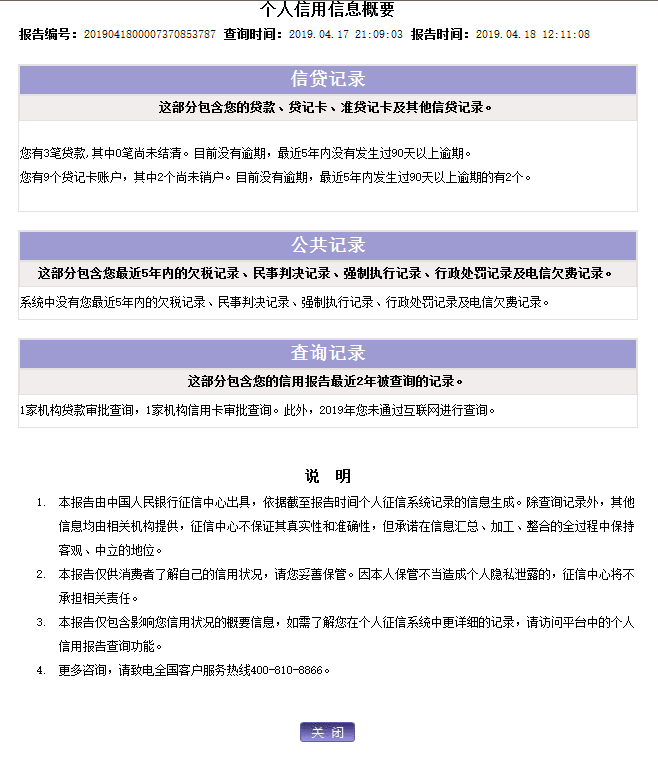 个人信用信息概要
报告编号：2019041800007370853787 查询时间：2019.04.17 21:09:03 报告时间：2019.04.18 12:11:08
信贷记录
这部分包含您的贷款、贷记卡、准贷记卡及其他信贷记录。
您有3笔贷款,其中0笔尚未结清。目前没有逾期，最近5年内没有发生过90天以上逾期。
您有9个贷记卡账户，其中2个尚未销户。目前没有逾期，最近5年内发生过90天以上逾期的有2个。
公共记录
这部分包含您最近5年内的欠税记录、民事判决记录、强制执行记录、行政处罚记录及电信欠费记录。
系统中没有您最近5年内的欠税记录、民事判决记录、强制执行记录、行政处罚记录及电信欠费记录。
查询记录
这部分包含您的信用报告最近2年被查询的记录。
1家机构贷款审批查询，1家机构信用卡审批查询。此外，2019年您未通过互联网进行查询。
说 明
1. 本报告由中国人民银行征信中心出具，依据截至报告时间个人征信系统记录的信息生成。除查询记录外，其他
信息均由相关机构提供，征信中心不保证其真实性和准确性，但承诺在信息汇总、加工、整合的全过程中保持
客观、中立的地位。
2. 本报告仅供消费者了解自己的信用状况，请您妥善保管。因本人保管不当造成个人隐私泄露的，征信中心将不
承担相关责任。
3. 本报告仅包含影响您信用状况的概要信息，如需了解您在个人征信系统中更详细的记录，请访问平台中的个人
信用报告查询功能。
4. 更多咨询，请致电全国客户服务热线400-810-8866。
关 闭